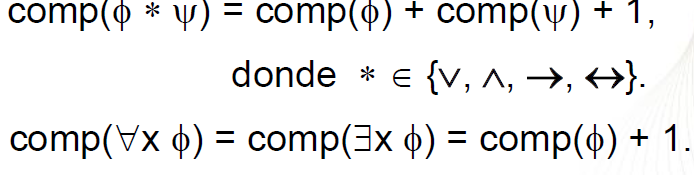 comp(ϕ * ψ) = comp(ϕ) + comp(ψ) + 1,
donde * ∈ {∨, ∧, →, ↔}.
comp(∀x ϕ) = comp(∃x ϕ) = comp(ϕ) + 1.